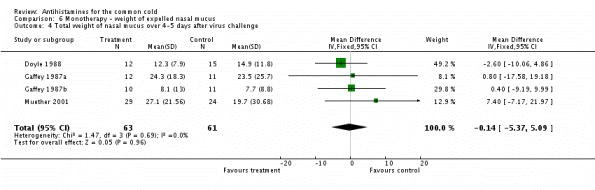 Review: Antihistamines for the common cold
Comparison: 6 Monotherapy - weight of expelled nasal mucus
Outcome: 4 Total weight of nasal mucus over 4-5 days after virus challenge
Study or subgroup Treatment Control Mean Difference Weight Mean Difference
N Mean(SD) N Mean(SD) IV,Fixed,95% CI IV,Fixed,95% CI
Doyle 1988 12 12.3 (7.9) 15 14.9 (11.8) 49.2 % -2.60 [-10.06, 4.86]
Gaffey 1987a 12 24.3 (18.3) 11 23.5 (25.7) 8.1 % 0.80 [-17.58, 19.18]
Gaffey 1987b 10 8.1 (13) 11 7.7 (8.8) 29.8 % 0.40 [-9.19, 9.99]
Muether 2001 29 27.1 (21.56) 24 19.7 (30.68) 12.9 % 7.40 [-7.17, 21.97]
Total (95% CI) 63 61 100.0 % -0.14 [-5.37, 5.09]
Heterogeneity: Chi² = 1.47, df = 3 (P = 0.69); I² =0.0%
Test for overall effect: Z = 0.05 (P = 0.96)
-20 -10 0 10 20
Favours treatment Favours control